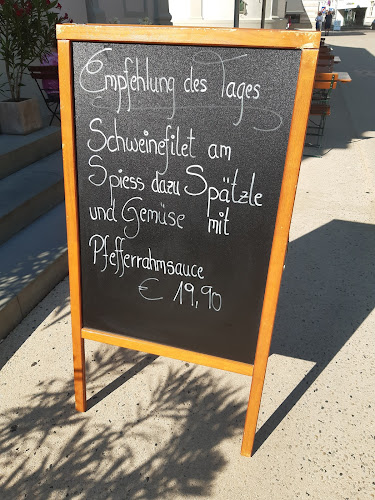 Empfehlung des Tages
Schweinefilet am
Spiess dazu Spätzle
und Gemüse mit
Pfefferrahmsauce
€ 19,90